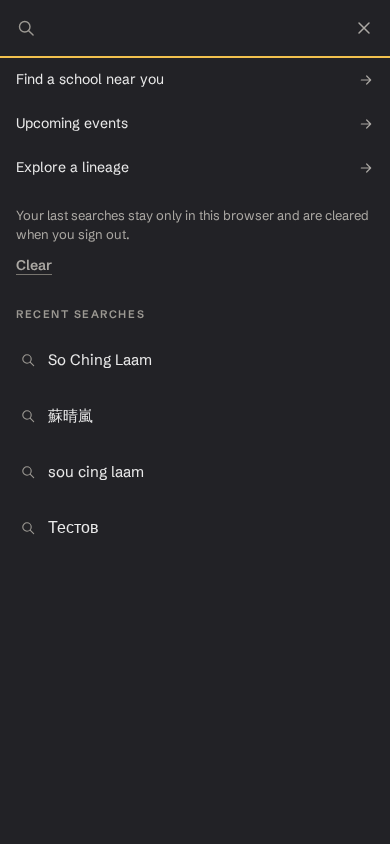 Find a school near you
Upcoming events
Explore a lineage
Your last searches stay only in this browser and are cleared
when you sign out.
Clear
RECENT SEARCHES
So Ching Laam
蘇晴嵐
sou cing laam
Тестов